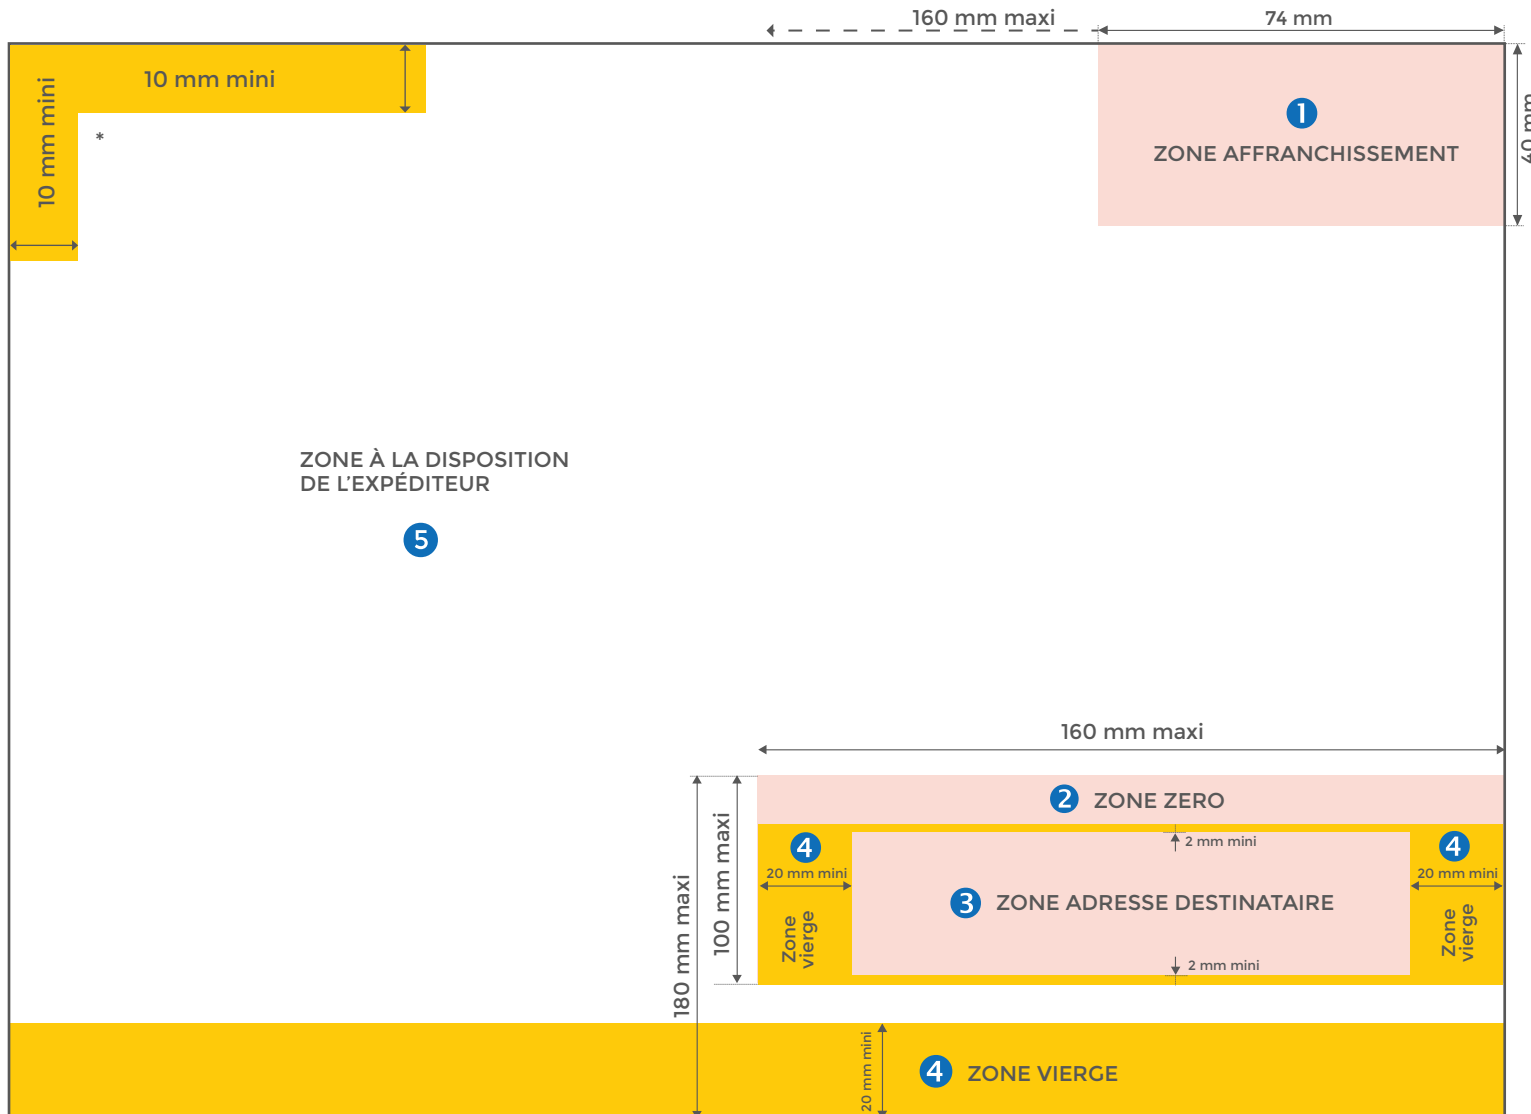 160 mm maxi
74 mm
10 mm mini
10 mm mini
*
1
ZONE AFFRANCHISSEMENT
40 mm
ZONE À LA DISPOSITION
DE L'EXPÉDITEUR
5
160 mm maxi
2 ZONE ZERO
180 mm maxi
100 mm maxi
4
20 mm mini
Zone
vierge
2 mm mini
3 ZONE ADRESSE DESTINATAIRE
2 mm mini
4
20 mm mini
Zone
vierge
20 mm mini
4 ZONE VIERGE